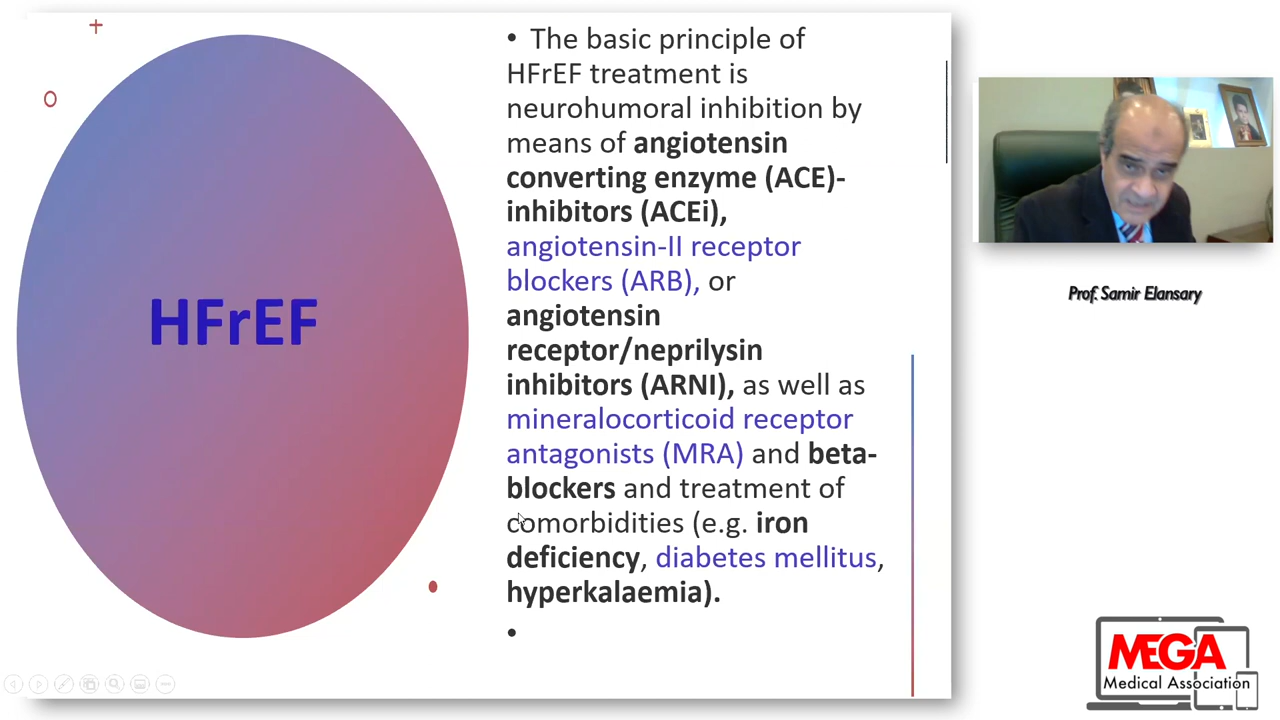 HFrEF
• The basic principle of
HFrEF treatment is
neurohumoral inhibition by
means of angiotensin
converting enzyme (ACE)-
inhibitors (ACEi),
angiotensin-II receptor
blockers (ARB), or
angiotensin
receptor/neprilysin
inhibitors (ARNI), as well as
mineralocorticoid receptor
antagonists (MRA) and beta-
blockers and treatment of
comorbidities (e.g. iron
deficiency, diabetes mellitus,
hyperkalaemia).
•
Prof. Samir Elansary
MEGA
Medical Association